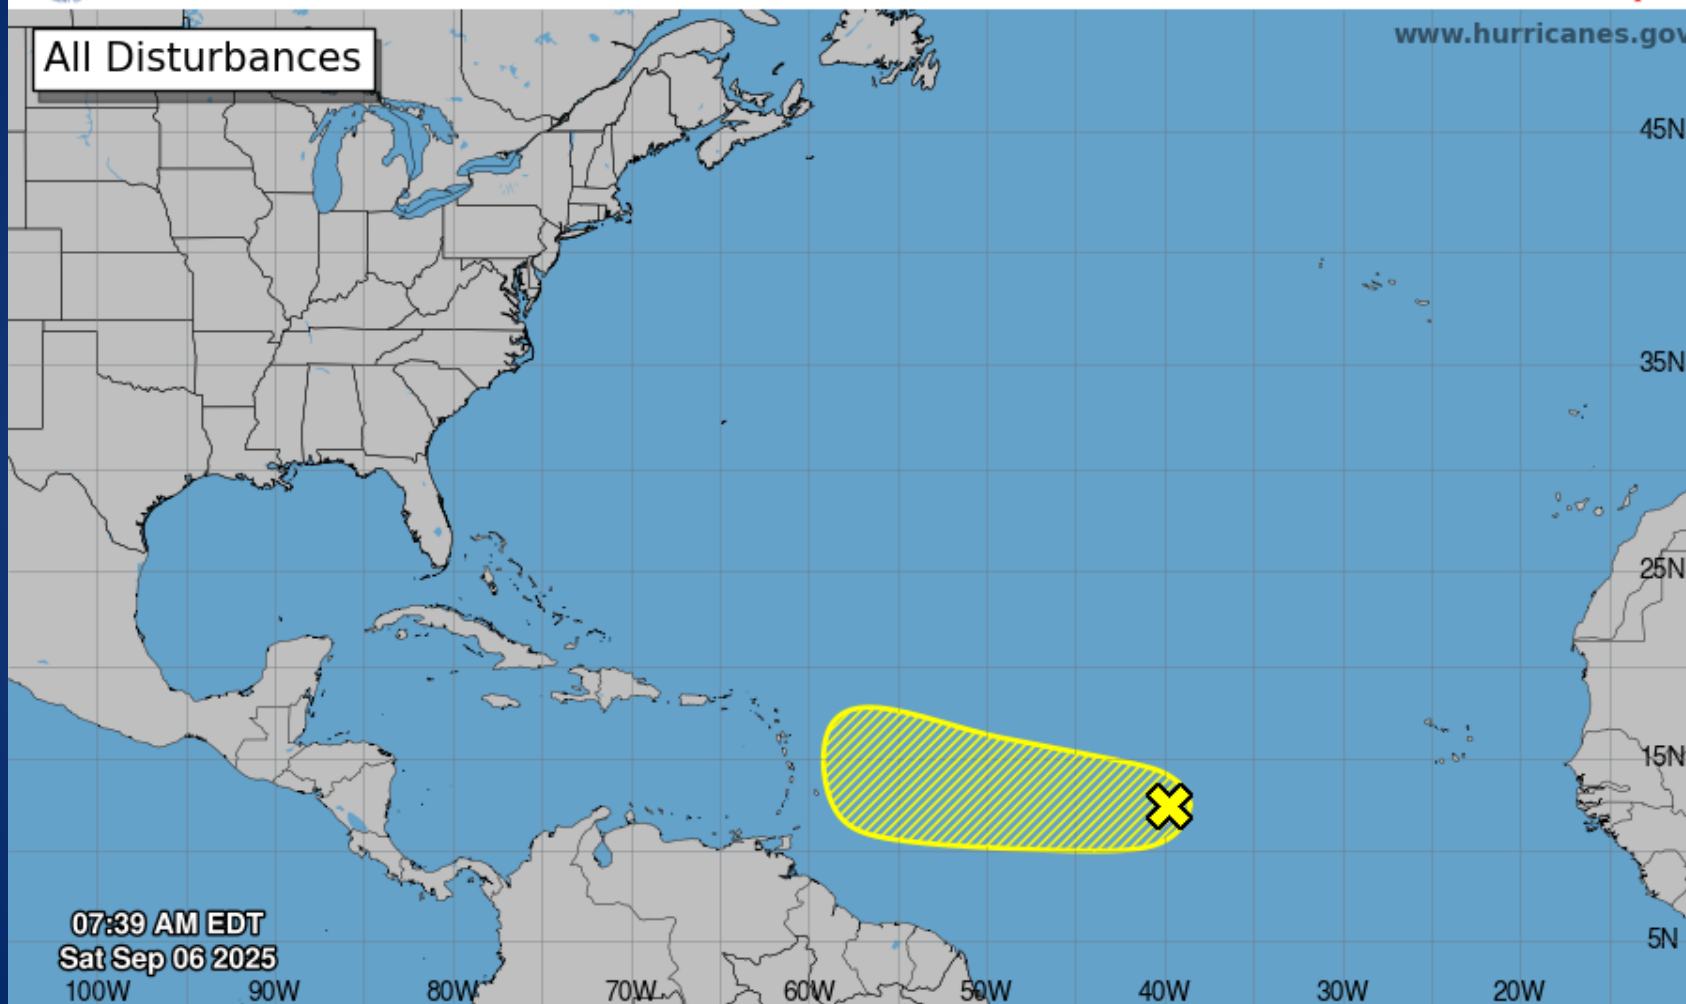 All Disturbances
www.hurricanes.gov
45N
35N
25N
15N
5N
07:39 AM EDT
Sat Sep 06 2025
100W 90W 80W 70W 60W 50W 40W 30W 20W